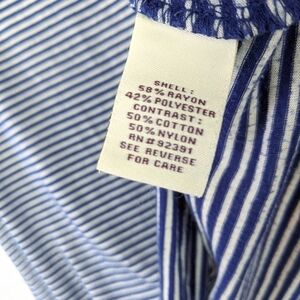 SHELL:
58% RAYON
42% POLYESTER
CONTRAST:
50% COTTON
50% NYLON
RN# 92391
SEE REVERSE
FOR CARE